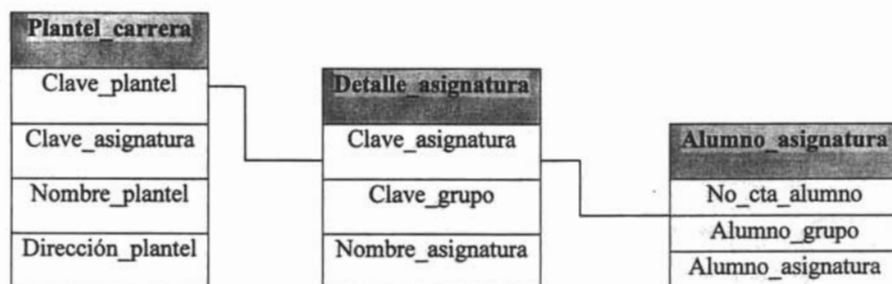 Plantel_carrera
Clave_plantel
Clave_asignatura
Nombre_plantel
Dirección_plantel
Detalle_asignatura
Clave_asignatura
Clave_grupo
Nombre_asignatura
Alumno_asignatura
No_cta_alumno
Alumno_grupo
Alumno_asignatura